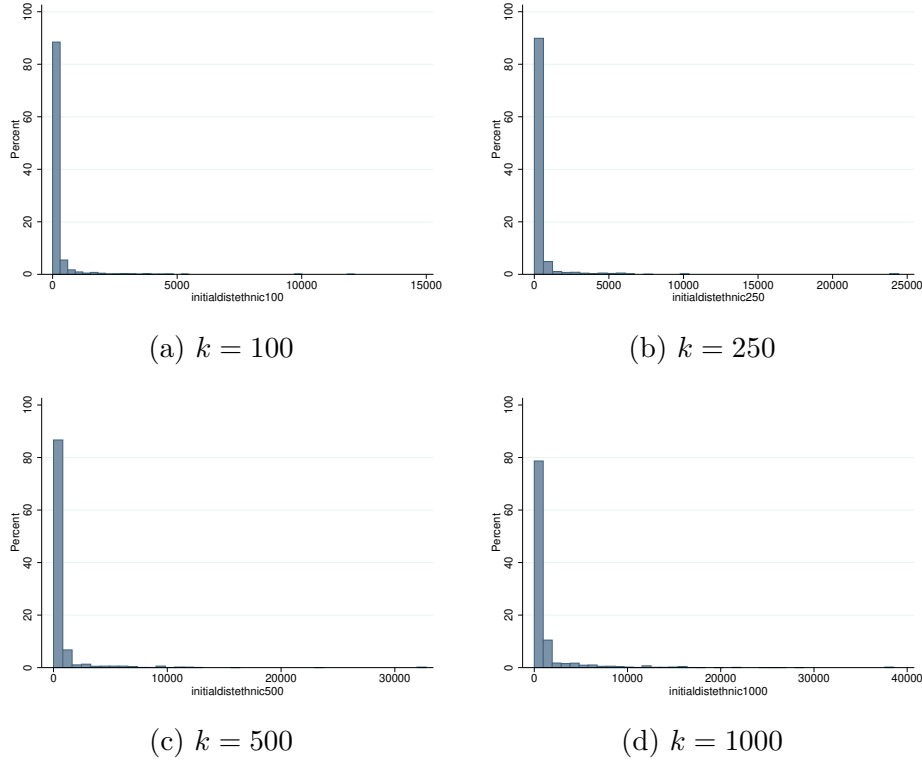 Percent
0 20 40 60 80 100
0 5000 10000 15000
initialdistethnic100
(a) k = 100
Percent
0 20 40 60 80 100
0 5000 10000 15000 20000 25000
initialdistethnic250
(b) k = 250
Percent
0 20 40 60 80 100
0 10000 20000 30000
initialdistethnic500
(c) k = 500
Percent
0 20 40 60 80 100
0 10000 20000 30000 40000
initialdistethnic1000
(d) k = 1000